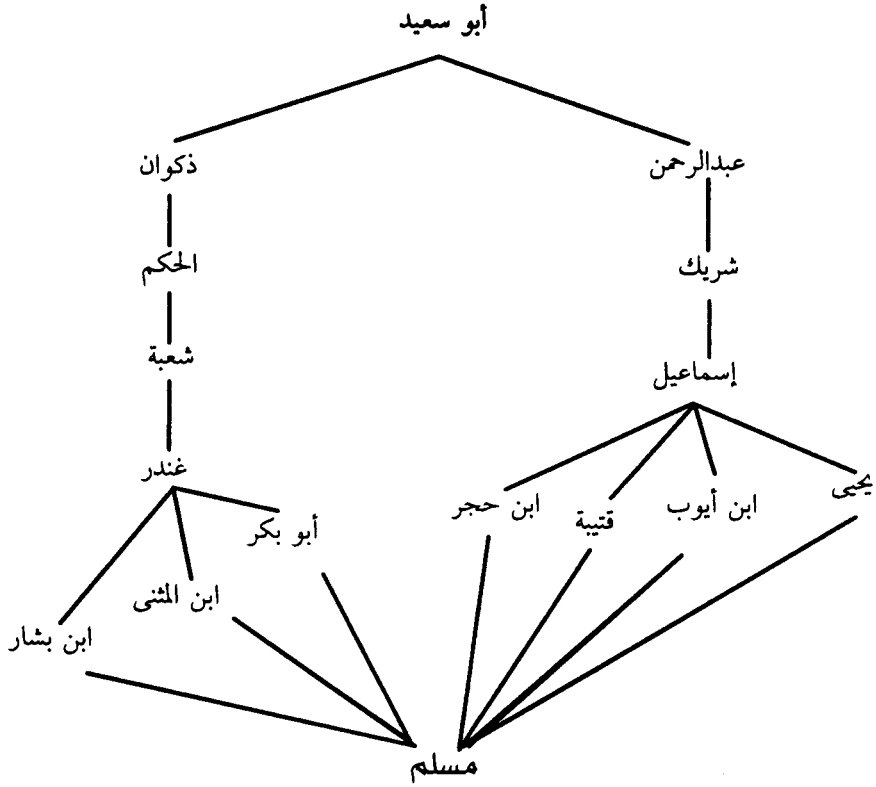 أبو سعيد
عبدالرحمن
ذكوان
شريك
الحكم
إسماعيل
شعبة
يحيى
ابن أيوب
قتيبة
ابن حجر
غندر
أبو بكر
ابن المثنى
ابن بشار
مسلم